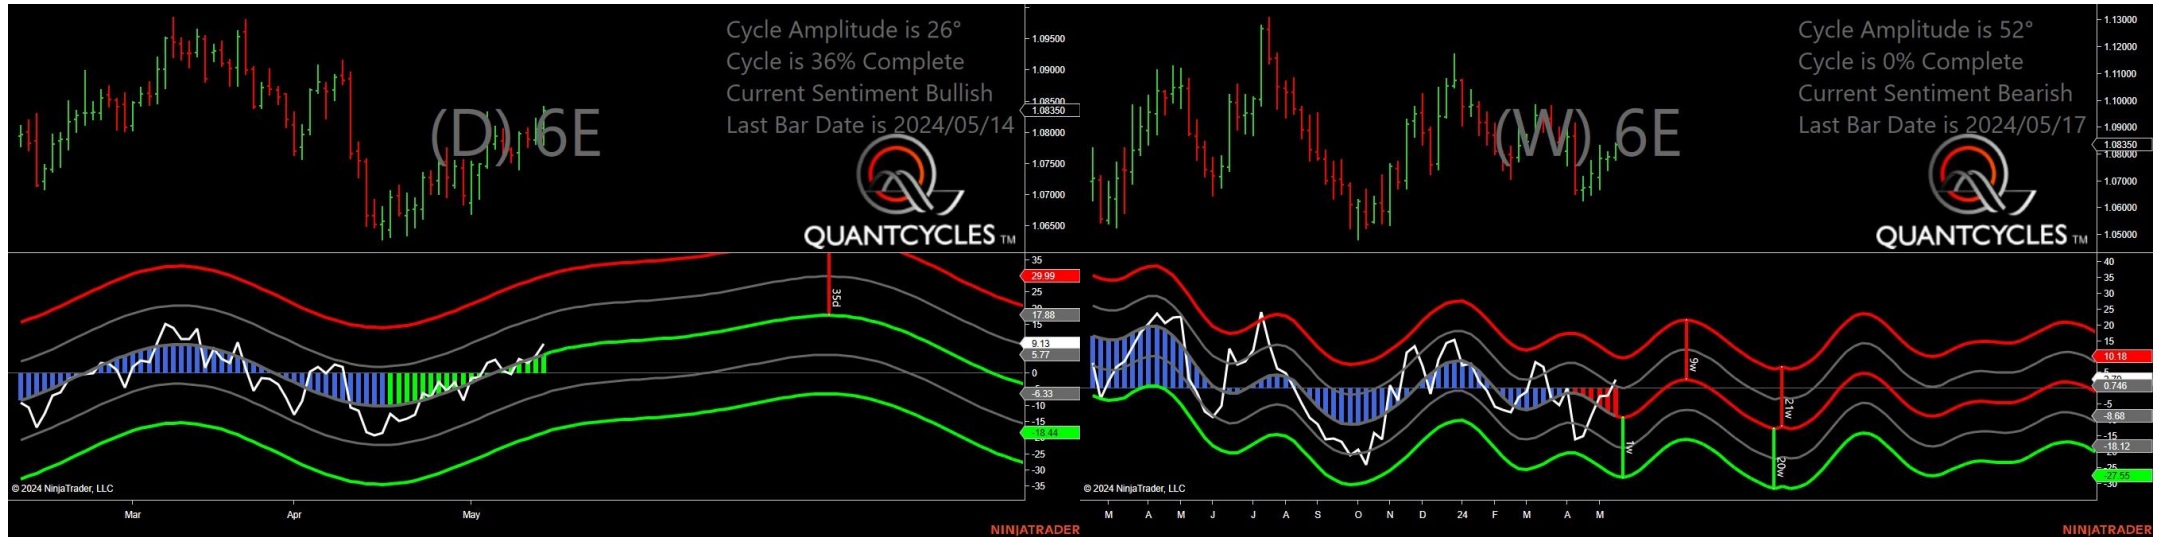 Cycle Amplitude is 26°
Cycle is 36% Complete
Current Sentiment Bullish
Last Bar Date is 2024/05/14
(D) 6E
QUANTCYCLES TM
1.09500
1.09000
1.08500
1.08350
1.08000
1.07500
1.07000
1.06500
35
29.99
25
20
17.88
15
9.13
5.77
0
-5
-6.33
-10
-15
-18.44
-25
-30
-35
35d
© 2024 NinjaTrader, LLC
Mar Apr May
NINJATRADER
Cycle Amplitude is 52°
Cycle is 0% Complete
Current Sentiment Bearish
Last Bar Date is 2024/05/17
(W) 6E
QUANTCYCLES TM
1.13000
1.12000
1.11000
1.10000
1.09000
1.08350
1.08000
1.07000
1.06000
1.05000
40
35
30
25
20
15
10.18
5
0.746
-5
-8.68
-15
-18.12
-25
-27.55
-30
9w
21w
1w
20w
© 2024 NinjaTrader, LLC
M A M J J A S O N D 24 F M A M
NINJATRADER